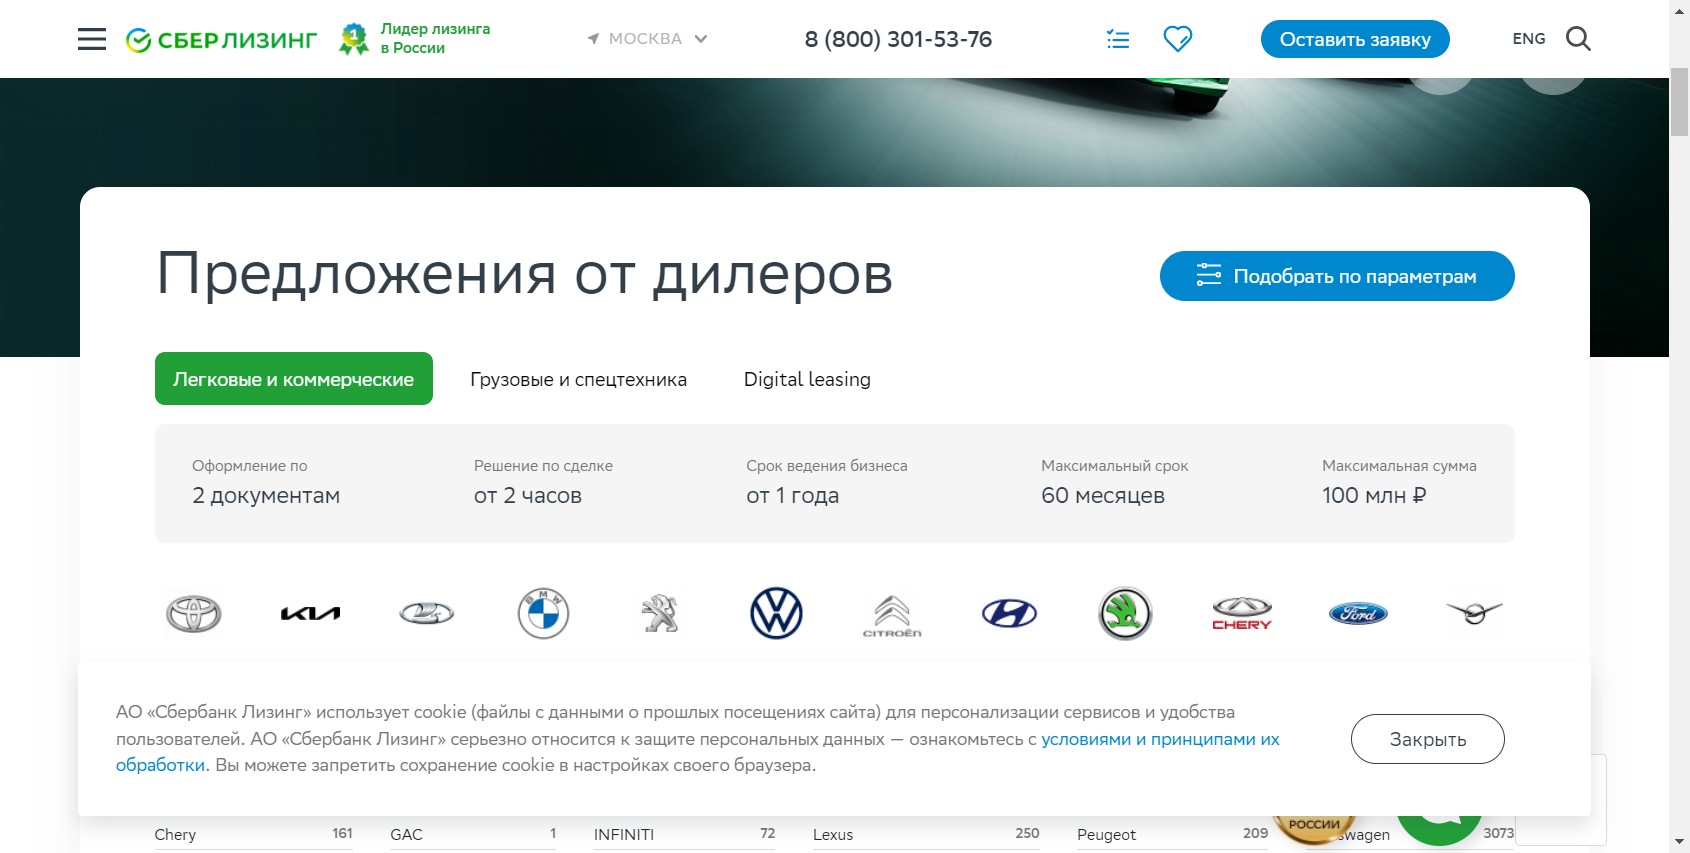 СБЕР ЛИЗИНГ
1
Лидер лизинга
в России
МОСКВА
8 (800) 301-53-76
Оставить заявку
ENG
Предложения от дилеров
Подобрать по параметрам
Легковые и коммерческие
Грузовые и спецтехника
Digital leasing
Оформление по
2 документам
Решение по сделке
от 2 часов
Срок ведения бизнеса
от 1 года
Максимальный срок
60 месяцев
Максимальная сумма
100 млн ₽
KIA
BMW
CITROËN
CHERY
Ford
АО «Сбербанк Лизинг» использует cookie (файлы с данными о прошлых посещениях сайта) для персонализации сервисов и удобства
пользователей. АО «Сбербанк Лизинг» серьезно относится к защите персональных данных — ознакомьтесь с условиями и принципами их
обработки. Вы можете запретить сохранение cookie в настройках своего браузера.
Закрыть
Chery 161
GAC 1
INFINITI 72
Lexus 250
Peugeot 209
РОССИИ
swagen 3073